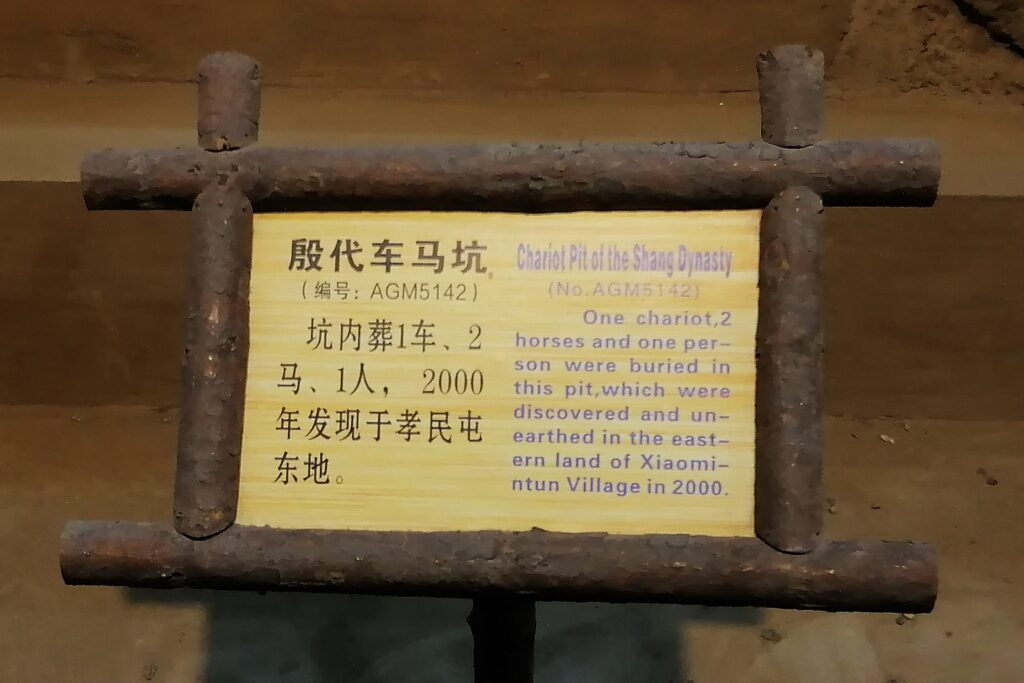 殷代车马坑
(编号: AGM5142)
坑内葬1车、2
马、1人，2000
年发现于孝民屯
东地。
Chariot Pit of the Shang Dynasty
(No.AGM5142)
One chariot,2
horses and one per-
son were buried in
this pit,which were
discovered and un-
earthed in the east-
ern land of Xiaomi-
ntun Village in 2000.